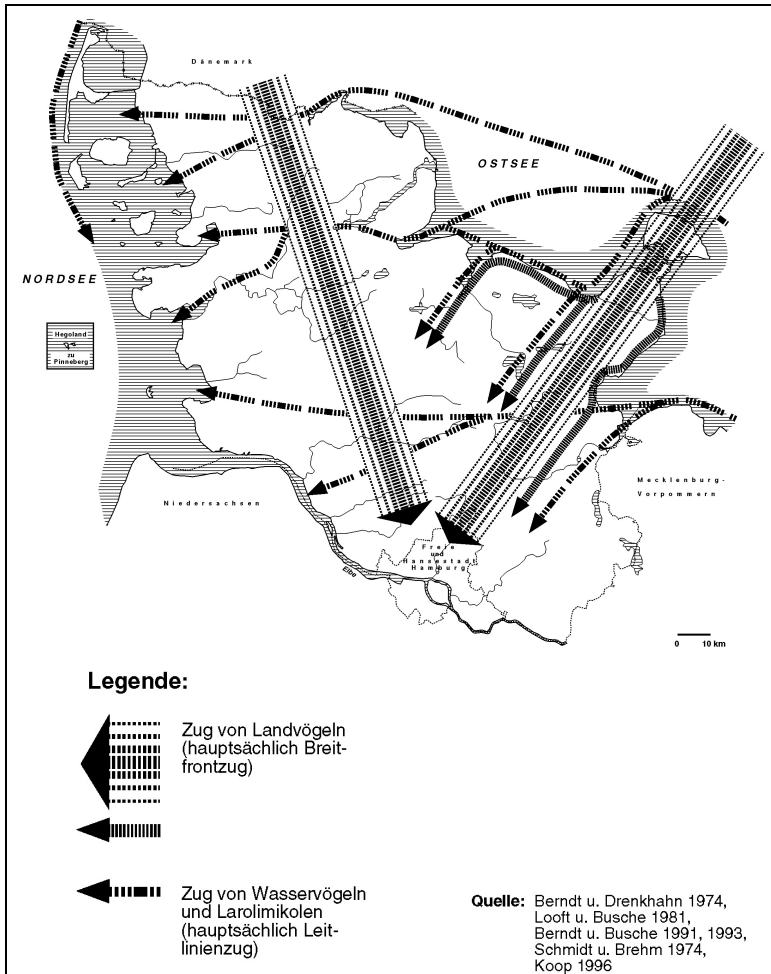 Dänemark
OSTSEE
NORDSEE
Hegoland
zu
Pinneberg
Mecklenburg-
Vorpommern
Niedersachsen
Freie
und
Hansestadt
Hamburg
Elbe
0 10 km
Legende:
Zug von Landvögeln
(hauptsächlich Breit-
frontzug)
Zug von Wasservögeln
und Larolimikolen
(hauptsächlich Leit-
linienzug)
Quelle: Berndt u. Drenkhahn 1974,
Looft u. Busche 1981,
Berndt u. Busche 1991, 1993,
Schmidt u. Brehm 1974,
Koop 1996